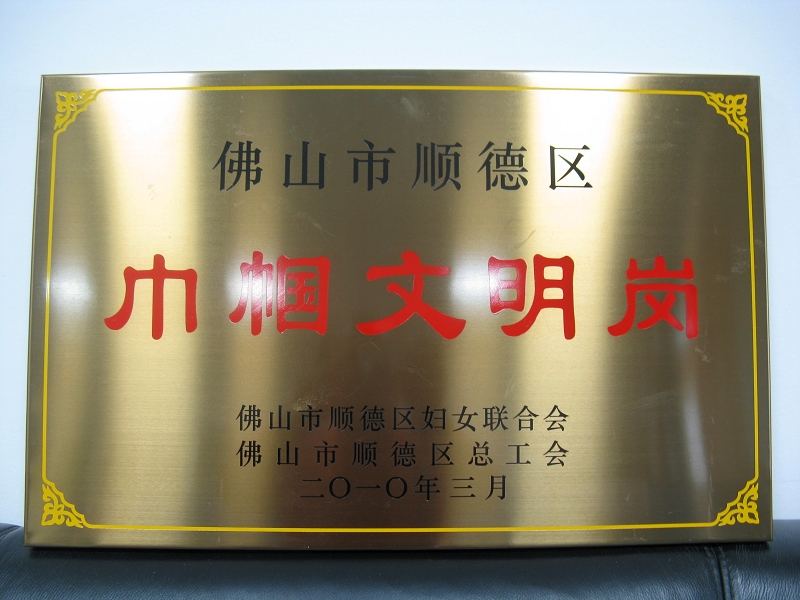 佛山市顺德区
巾帼文明岗
佛山市顺德区妇女联合会
佛山市顺德区总工会
二〇一〇年三月